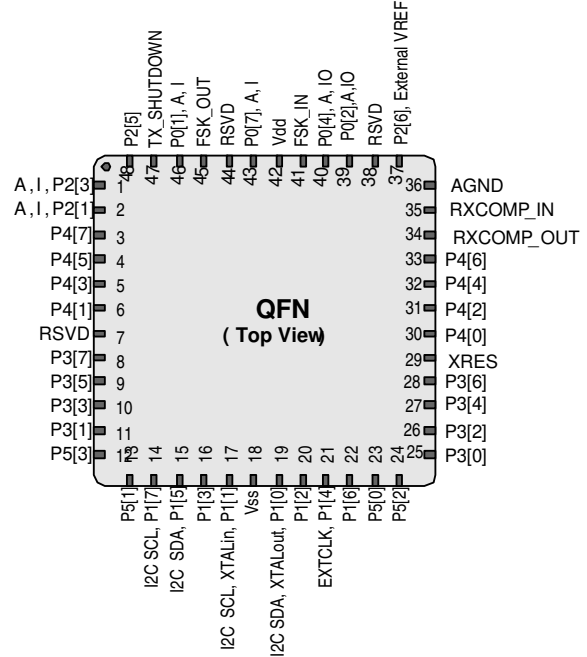 P2[5]
TX_SHUTDOWN
P0[1], A, I
FSK_OUT
RSVD
P0[7], A, I
Vdd
FSK_IN
P0[4], A, IO
P0[2],A,IO
RSVD
P2[6], External VREF
48
47
46
45
44
43
42
41
40
39
38
37
A, I, P2[3] 1
A, I, P2[1] 2
P4[7] 3
P4[5] 4
P4[3] 5
P4[1] 6
RSVD 7
P3[7] 8
P3[5] 9
P3[3] 10
P3[1] 11
P5[3] 12
QFN
( Top View)
36 AGND
35 RXCOMP_IN
34 RXCOMP_OUT
33 P4[6]
32 P4[4]
31 P4[2]
30 P4[0]
29 XRES
28 P3[6]
27 P3[4]
26 P3[2]
25 P3[0]
13
14
15
16
17
18
19
20
21
22
23
24
P5[1]
I2C SCL, P1[7]
I2C SDA, P1[5]
P1[3]
I2C SCL, XTALin, P1[1]
Vss
I2C SDA, XTALout, P1[0]
P1[2]
EXTCLK, P1[4]
P1[6]
P5[0]
P5[2]